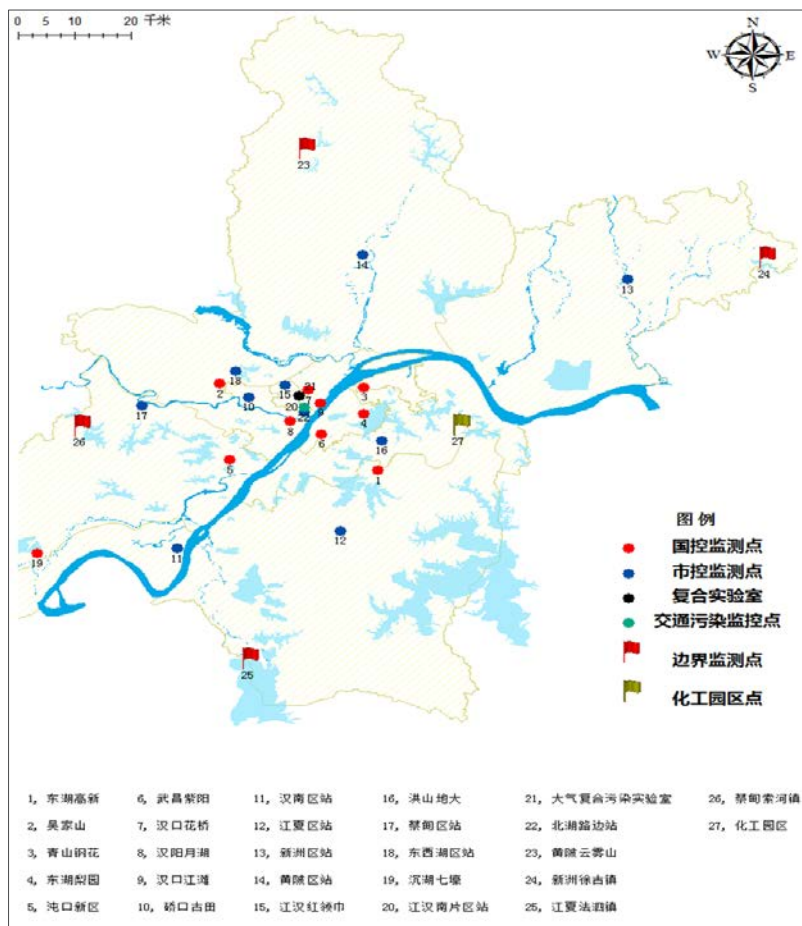 0 5 10 20 千米
N
W E
S
23
14
24
13
18
2
15
21
7
3
10
20
17
9
22
4
8
26
27
6
16
5
1
12
19
11
25
图例
国控监测点
市控监测点
复合实验室
交通污染监控点
边界监测点
化工园区点
1, 东湖高新 6, 武昌紫阳 11, 汉南区站 16, 洪山地大 21, 大气复合污染实验室 26, 蔡甸索河镇
2, 吴家山 7, 汉口花桥 12, 江夏区站 17, 蔡甸区站 22, 北湖路边站 27, 化工园区
3, 青山钢花 8, 汉阳月湖 13, 新洲区站 18, 东西湖区站 23, 黄陂云雾山
4, 东湖梨园 9, 汉口江滩 14, 黄陂区站 19, 沉湖七壕 24, 新洲徐古镇
5, 沌口新区 10, 硚口古田 15, 江汉红领巾 20, 江汉南片区站 25, 江夏法泗镇